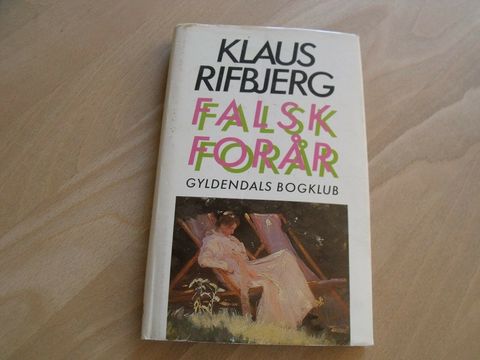 KLAUS
RIFBJERG
FALSK
FORÅR
GYLDENDALS BOGKLUB